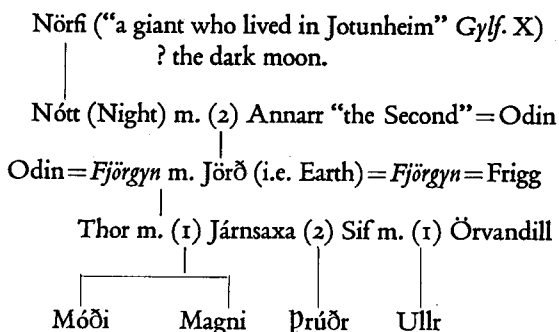 Nörfi (“a giant who lived in Jotunheim” Gylf. X)
? the dark moon.
Nótt (Night) m. (2) Annarr “the Second”=Odin
Odin=Fjörgyn m. Jörð (i.e. Earth)=Fjörgyn=Frigg
Thor m. (1) Járnsaxa (2) Sif m. (1) Örvandill
Móði Magni Þrúðr Ullr